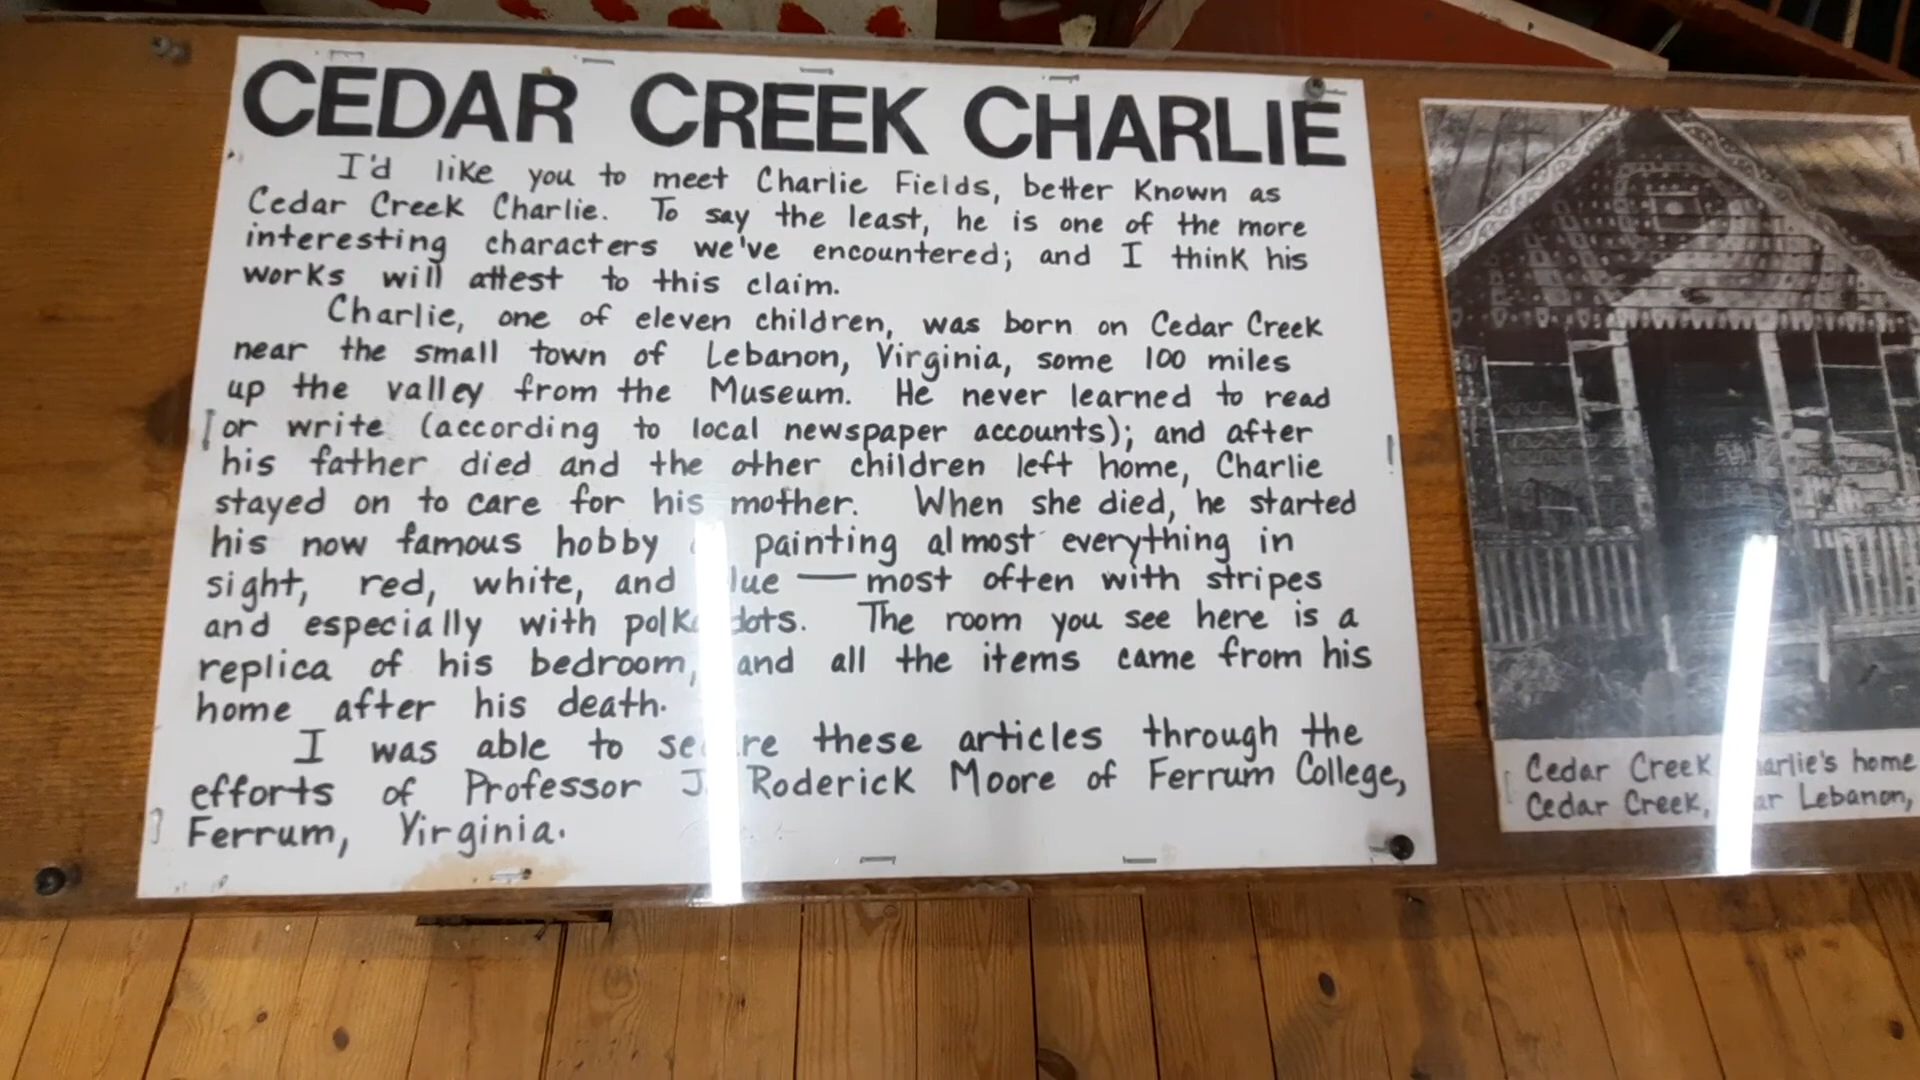 CEDAR CREEK CHARLIE
I'd like you to meet Charlie Fields, better Known as
Cedar Creek Charlie. To say the least, he is one of the more
interesting characters we've encountered; and I think his
works will attest to this claim.
Charlie, one of eleven children, was born on Cedar Creek
near the small town of Lebanon, Virginia, some 100 miles
up the valley from the Museum. He never learned to read
or write (according to local newspaper accounts); and after
his father died and the other children left home, Charlie
stayed on to care for his mother. When she died, he started
his now famous hobby painting almost everything in
sight, red, white, and lue — most often with stripes
and especially with polk dots. The room you see here is a
replica of his bedroom, and all the items came from his
home after his death.
I was able to se re these articles through the
efforts of Professor J. Roderick Moore of Ferrum College,
Ferrum, Virginia.
Cedar Creek arlie's home
Cedar Creek, ar Lebanon,